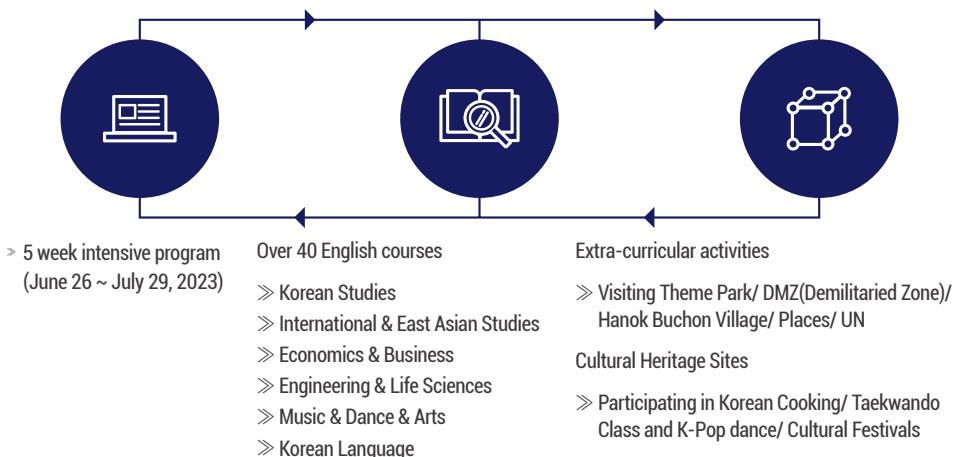 ≫ 5 week intensive program
(June 26 ~ July 29, 2023)
Over 40 English courses
≫ Korean Studies
≫ International & East Asian Studies
≫ Economics & Business
≫ Engineering & Life Sciences
≫ Music & Dance & Arts
≫ Korean Language
Extra-curricular activities
≫ Visiting Theme Park/ DMZ(Demilitaried Zone)/
Hanok Buchon Village/ Places/ UN
Cultural Heritage Sites
≫ Participating in Korean Cooking/ Taekwando
Class and K-Pop dance/ Cultural Festivals